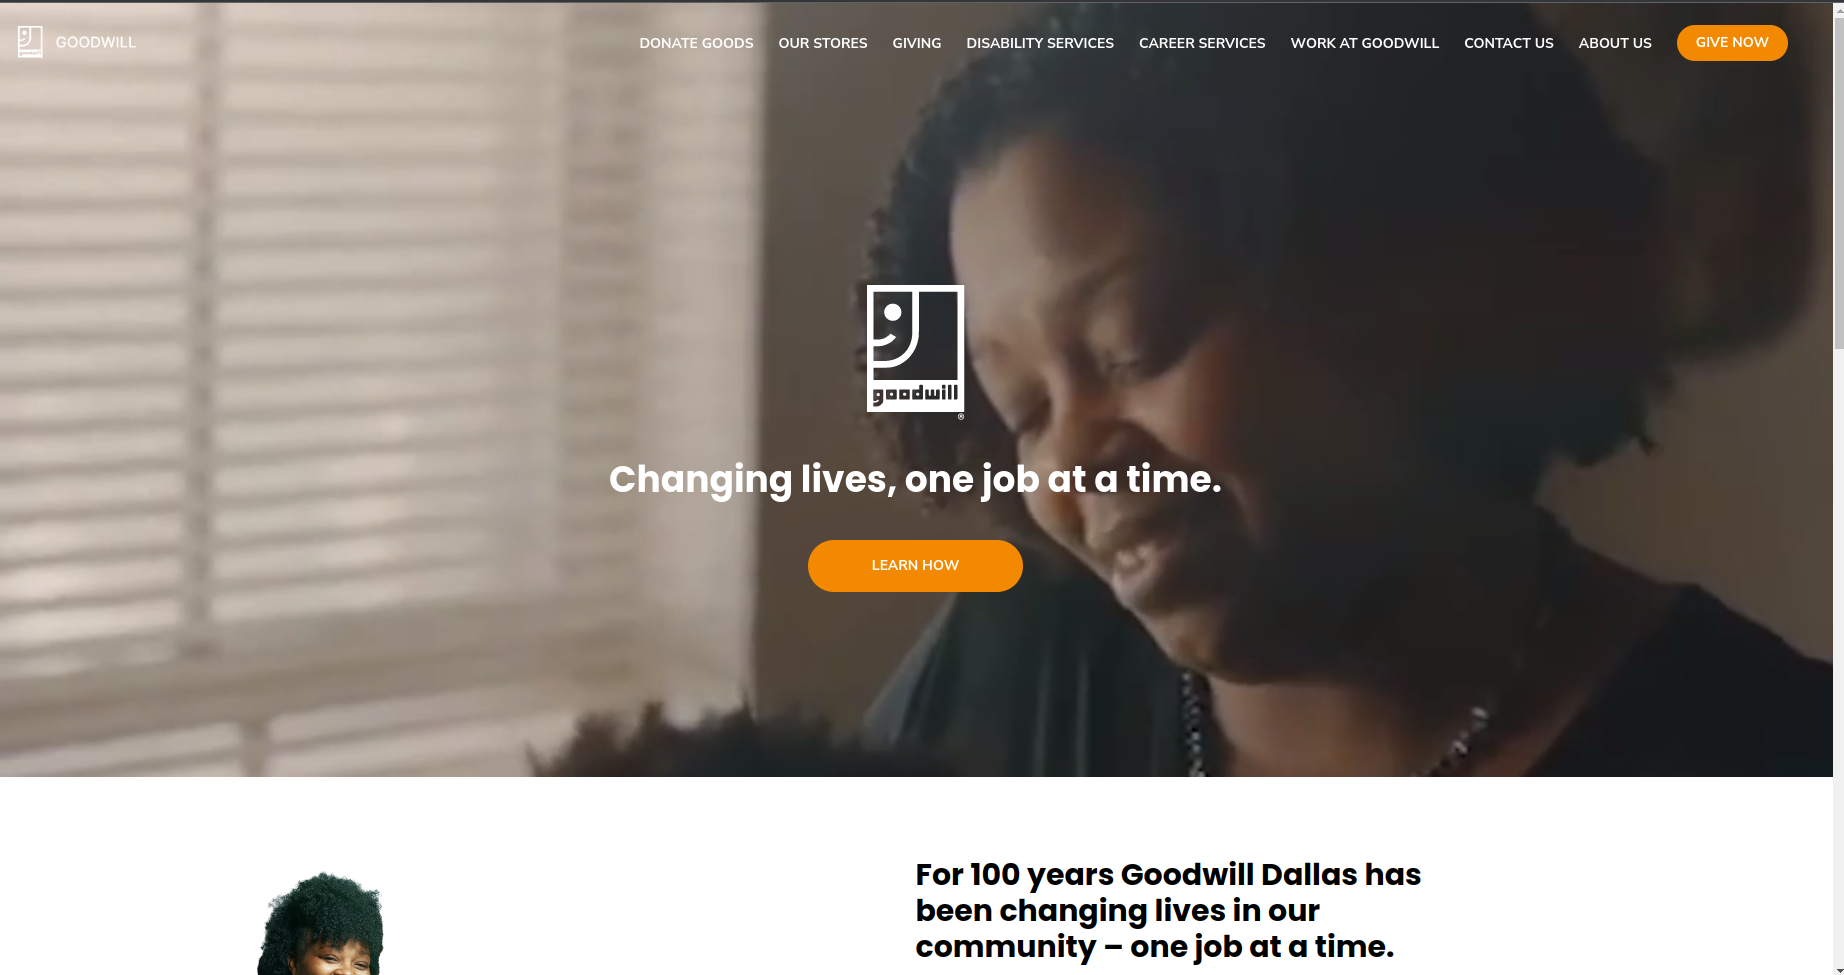 GOODWILL
DONATE GOODS OUR STORES GIVING DISABILITY SERVICES CAREER SERVICES WORK AT GOODWILL CONTACT US ABOUT US GIVE NOW
goodwill
®
Changing lives, one job at a time.
LEARN HOW
For 100 years Goodwill Dallas has
been changing lives in our
community – one job at a time.